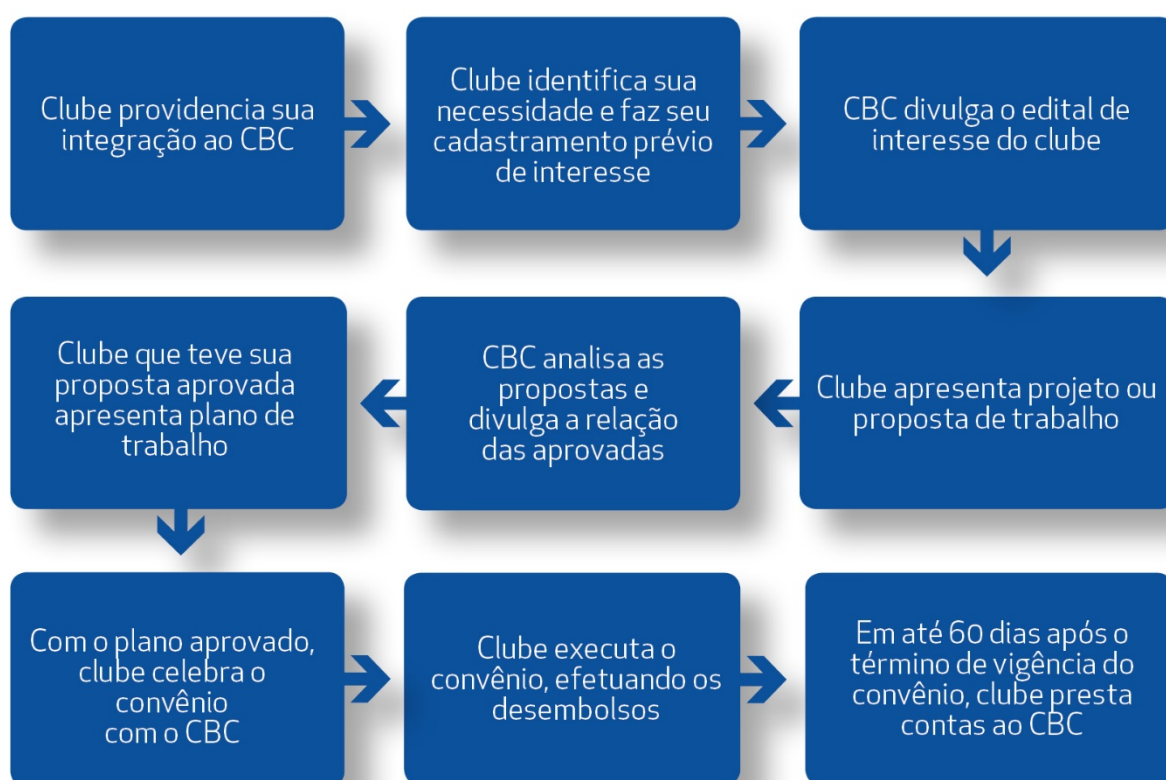 Clube providencia sua
integração ao CBC
Clube identifica sua
necessidade e faz seu
cadastramento prévio
de interesse
CBC divulga o edital de
interesse do clube
Clube apresenta projeto ou
proposta de trabalho
CBC analisa as
propostas e
divulga a relação
das aprovadas
Clube que teve sua
proposta aprovada
apresenta plano de
trabalho
Com o plano aprovado,
clube celebra o
convênio
com o CBC
Clube executa o
convênio, efetuando os
desembolsos
Em até 60 dias após o
término de vigência do
convênio, clube presta
contas ao CBC